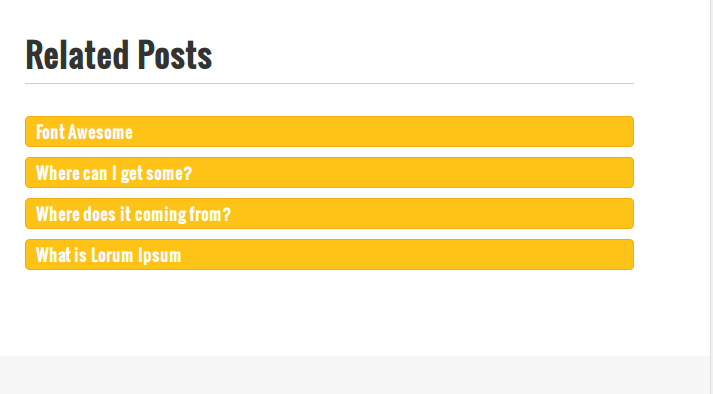 Related Posts
Font Awesome
Where can I get some?
Where does it coming from?
What is Lorum Ipsum